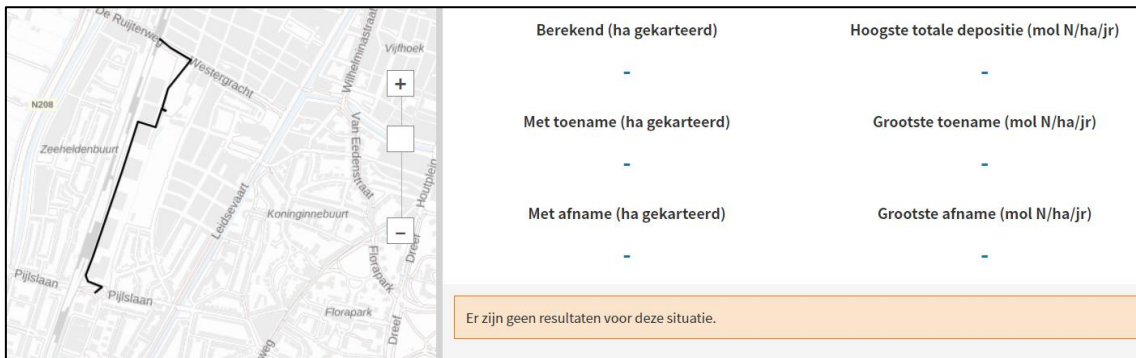 De Ruijterweg
Westergracht
Wilhelminastraat
Vijfhoek
+
N208
Zeeheldenbuurt
Van Eedenstraat
Houtplein
Leidsevaart
Koninginnebuurt
Dreef
−
Florapark
Pijlslaan
Pijlslaan
Florapark
Dreef
weg
Berekend (ha gekarteerd)
Hoogste totale depositie (mol N/ha/jr)
-
-
Met toename (ha gekarteerd)
Grootste toename (mol N/ha/jr)
-
-
Met afname (ha gekarteerd)
Grootste afname (mol N/ha/jr)
-
-
Er zijn geen resultaten voor deze situatie.